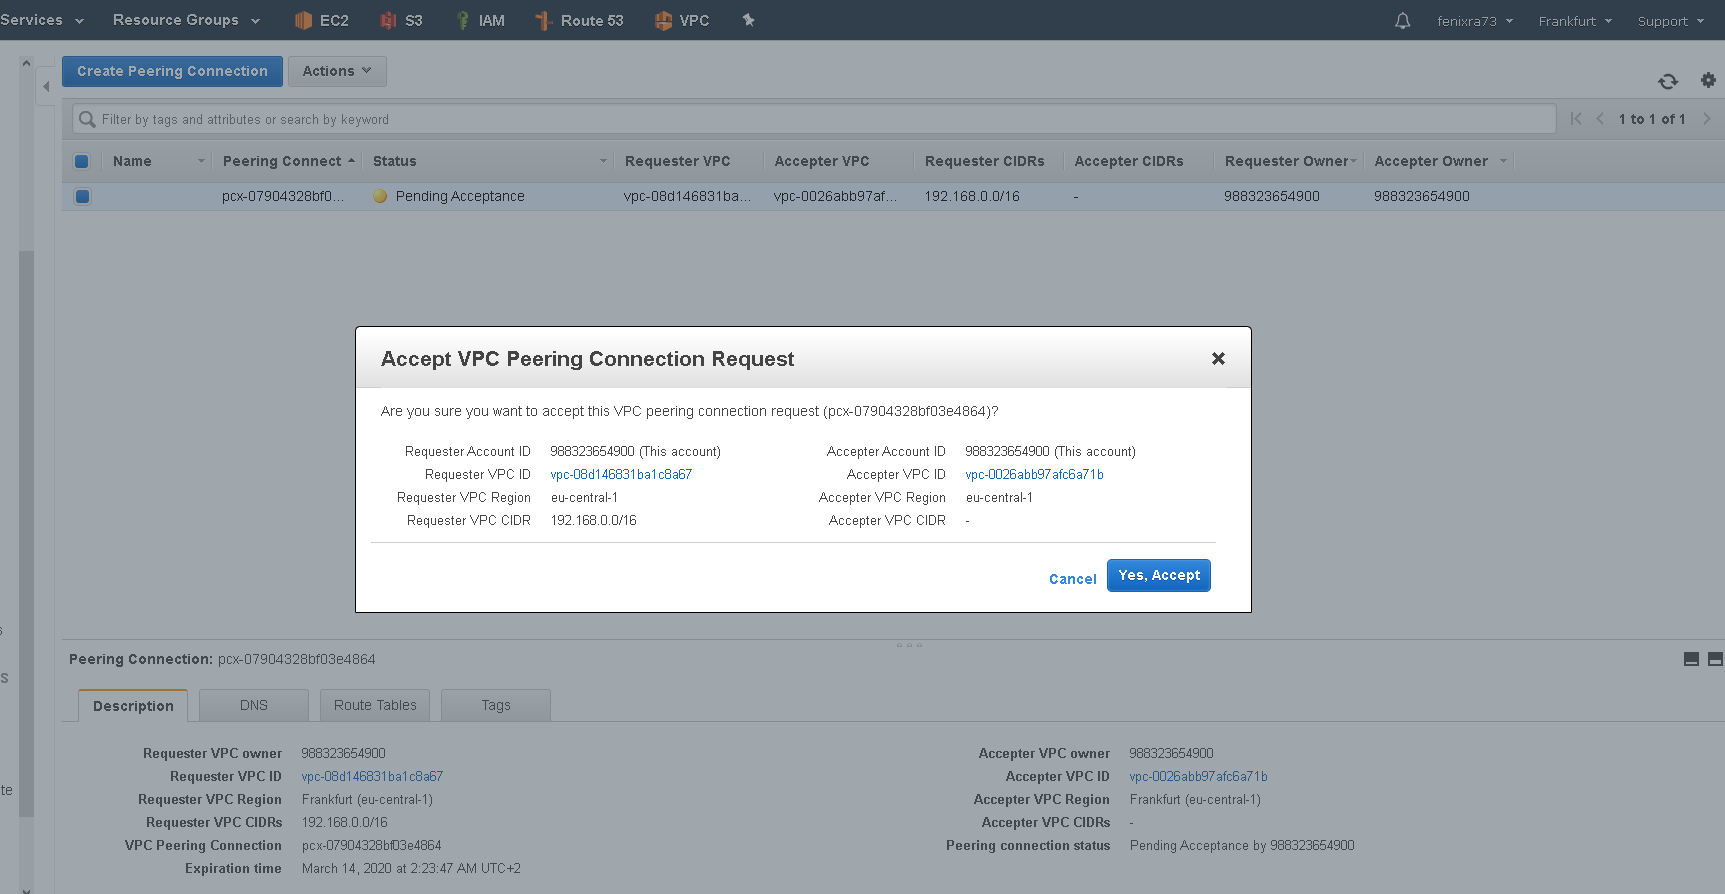 Services Resource Groups EC2 S3 IAM Route 53 VPC fenixra73 Frankfurt Support
Create Peering Connection Actions
Filter by tags and attributes or search by keyword 1 to 1 of 1
Name Peering Connect Status Requester VPC Accepter VPC Requester CIDRs Accepter CIDRs Requester Owner Accepter Owner
pcx-07904328bf0... Pending Acceptance vpc-08d146831ba... vpc-0026abb97af... 192.168.0.0/16 - 988323654900 988323654900
Accept VPC Peering Connection Request
Are you sure you want to accept this VPC peering connection request (pcx-07904328bf03e4864)?
Requester Account ID 988323654900 (This account) Accepter Account ID 988323654900 (This account)
Requester VPC ID vpc-08d146831ba1c8a67 Accepter VPC ID vpc-0026abb97afc6a71b
Requester VPC Region eu-central-1 Accepter VPC Region eu-central-1
Requester VPC CIDR 192.168.0.0/16 Accepter VPC CIDR -
Cancel Yes, Accept
Peering Connection: pcx-07904328bf03e4864
Description DNS Route Tables Tags
Requester VPC owner 988323654900 Accepter VPC owner 988323654900
Requester VPC ID vpc-08d146831ba1c8a67 Accepter VPC ID vpc-0026abb97afc6a71b
Requester VPC Region Frankfurt (eu-central-1) Accepter VPC Region Frankfurt (eu-central-1)
Requester VPC CIDRs 192.168.0.0/16 Accepter VPC CIDRs -
VPC Peering Connection pcx-07904328bf03e4864 Peering connection status Pending Acceptance by 988323654900
Expiration time March 14, 2020 at 2:23:47 AM UTC+2